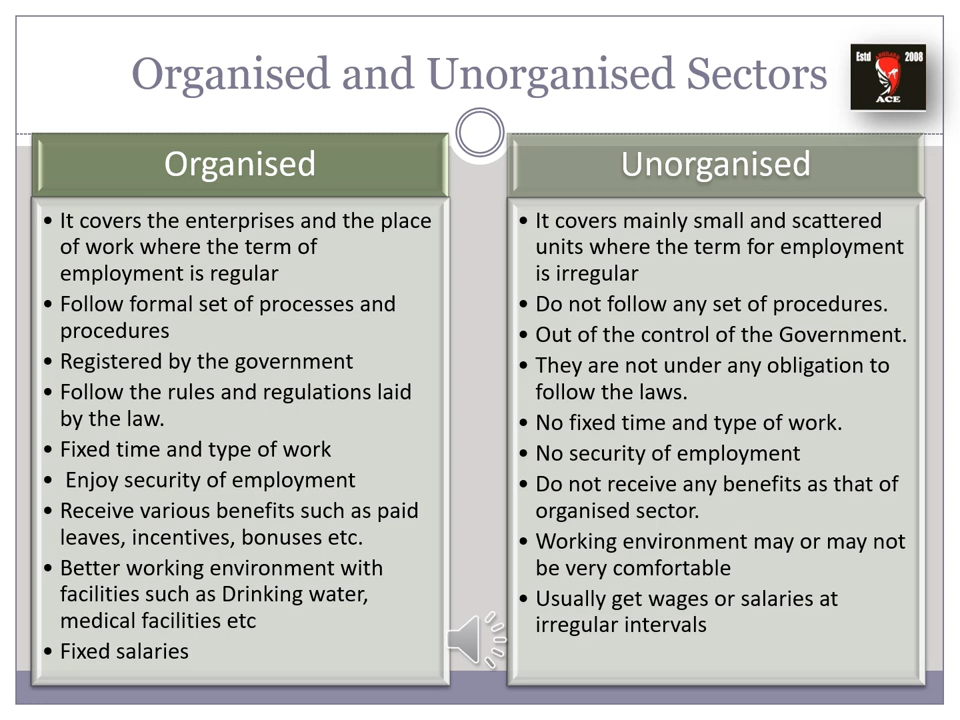 Organised and Unorganised Sectors
Estd 2008
ACE
Organised
• It covers the enterprises and the place
of work where the term of
employment is regular
• Follow formal set of processes and
procedures
• Registered by the government
• Follow the rules and regulations laid
by the law.
• Fixed time and type of work
• Enjoy security of employment
• Receive various benefits such as paid
leaves, incentives, bonuses etc.
• Better working environment with
facilities such as Drinking water,
medical facilities etc
• Fixed salaries
Unorganised
• It covers mainly small and scattered
units where the term for employment
is irregular
• Do not follow any set of procedures.
• Out of the control of the Government.
• They are not under any obligation to
follow the laws.
• No fixed time and type of work.
• No security of employment
• Do not receive any benefits as that of
organised sector.
• Working environment may or may not
be very comfortable
• Usually get wages or salaries at
irregular intervals